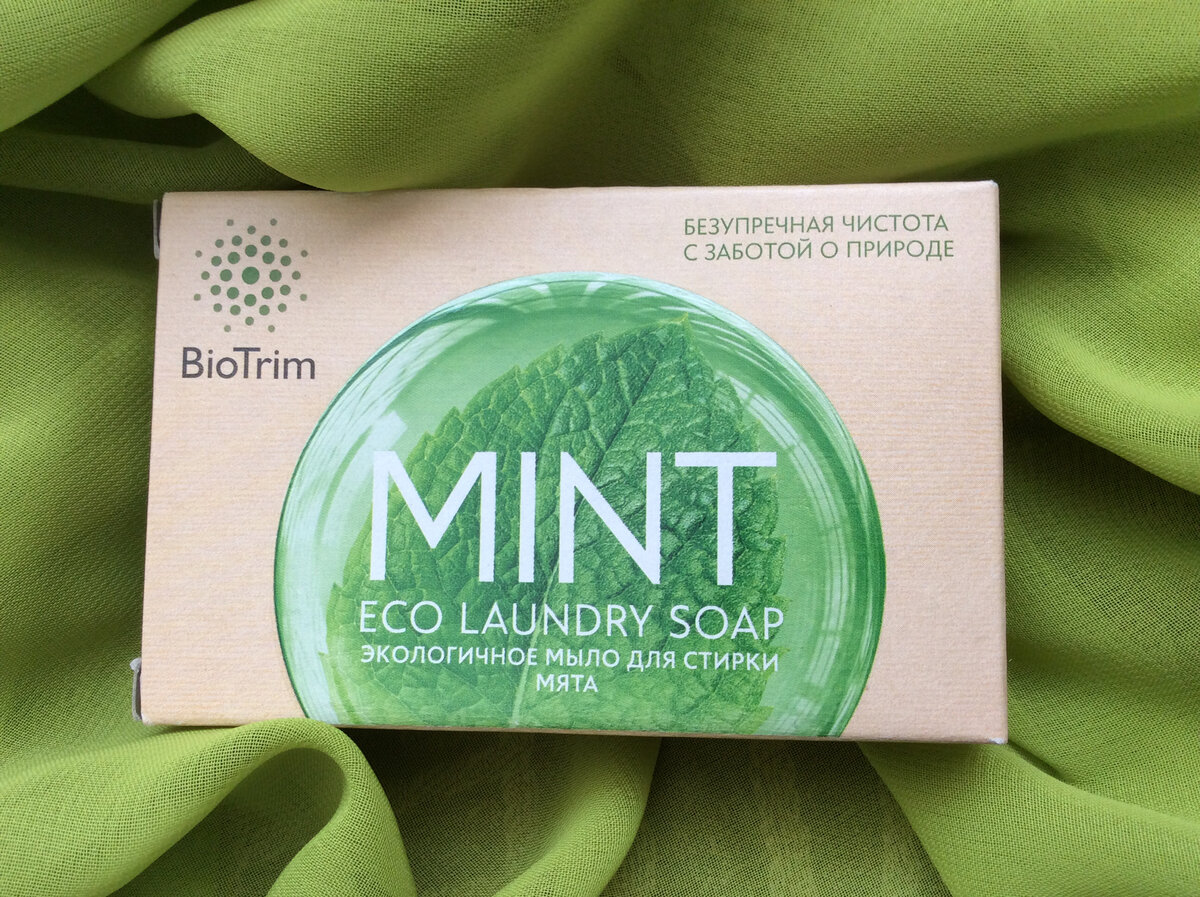 БЕЗУПРЕЧНАЯ ЧИСТОТА
С ЗАБОТОЙ О ПРИРОДЕ
BioTrim
MINT
ECO LAUNDRY SOAP
ЭКОЛОГИЧНОЕ МЫЛО ДЛЯ СТИРКИ
МЯТА